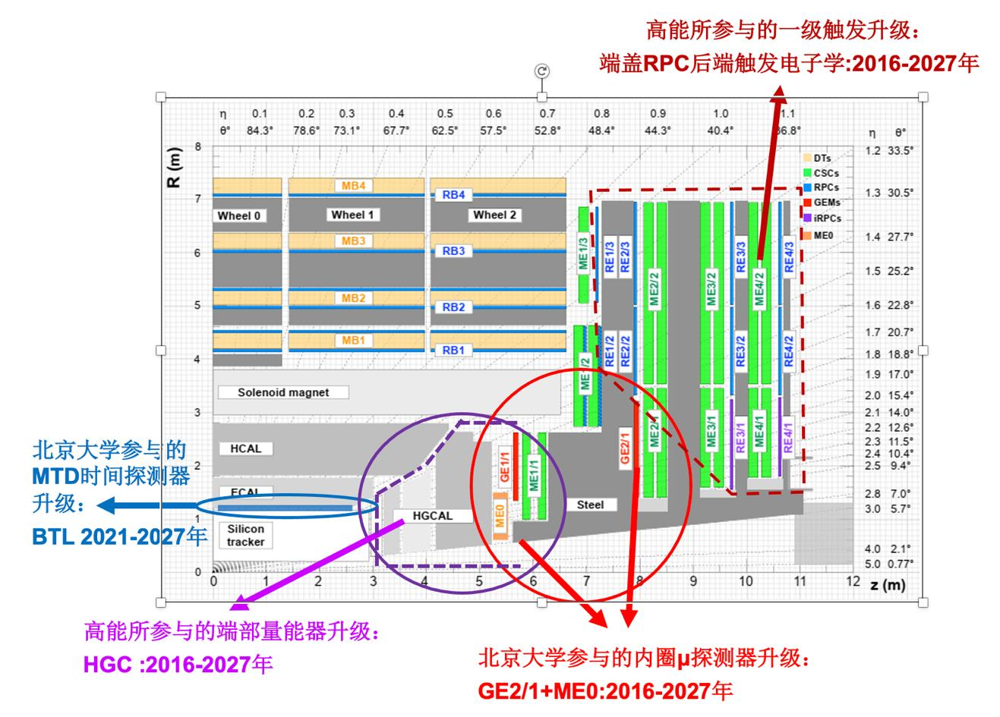 高能所参与的一级触发升级：
端盖RPC后端触发电子学:2016-2027年
η 0.1 0.2 0.3 0.4 0.5 0.6 0.7 0.8 0.9 1.0 1.1
θ° 84.3° 78.6° 73.1° 67.7° 62.5° 57.5° 52.8° 48.4° 44.3° 40.4° 36.8°
η θ°
1.2 33.5°
1.3 30.5°
1.4 27.7°
1.5 25.2°
1.6 22.8°
1.7 20.7°
1.8 18.8°
1.9 17.0°
2.0 15.4°
2.1 14.0°
2.2 12.6°
2.3 11.5°
2.4 10.4°
2.5 9.4°
2.8 7.0°
3.0 5.7°
4.0 2.1°
5.0 0.77°
R (m)
8
7
6
5
4
3
2
1
0
DTs
CSCs
RPCs
GEMs
iRPCs
ME0
MB4
RB4
Wheel 0
Wheel 1
Wheel 2
MB3
RB3
MB2
RB2
MB1
RB1
ME1/3
RE1/3
RE2/3
ME2/2
ME3/2
RE3/3
ME4/2
RE4/3
RE1/2
RE2/2
RE3/2
RE4/2
Solenoid magnet
HCAL
ECAL
Silicon
tracker
HGCAL
ME0
GE1/1
ME1/1
Steel
GE2/1
ME3/1
RE3/1
ME4/1
RE4/1
0 1 2 3 4 5 6 7 8 9 10 11 12 z (m)
北京大学参与的
MTD时间探测器
升级：
BTL 2021-2027年
高能所参与的端部量能器升级：
HGC :2016-2027年
北京大学参与的内圈μ探测器升级：
GE2/1+ME0:2016-2027年